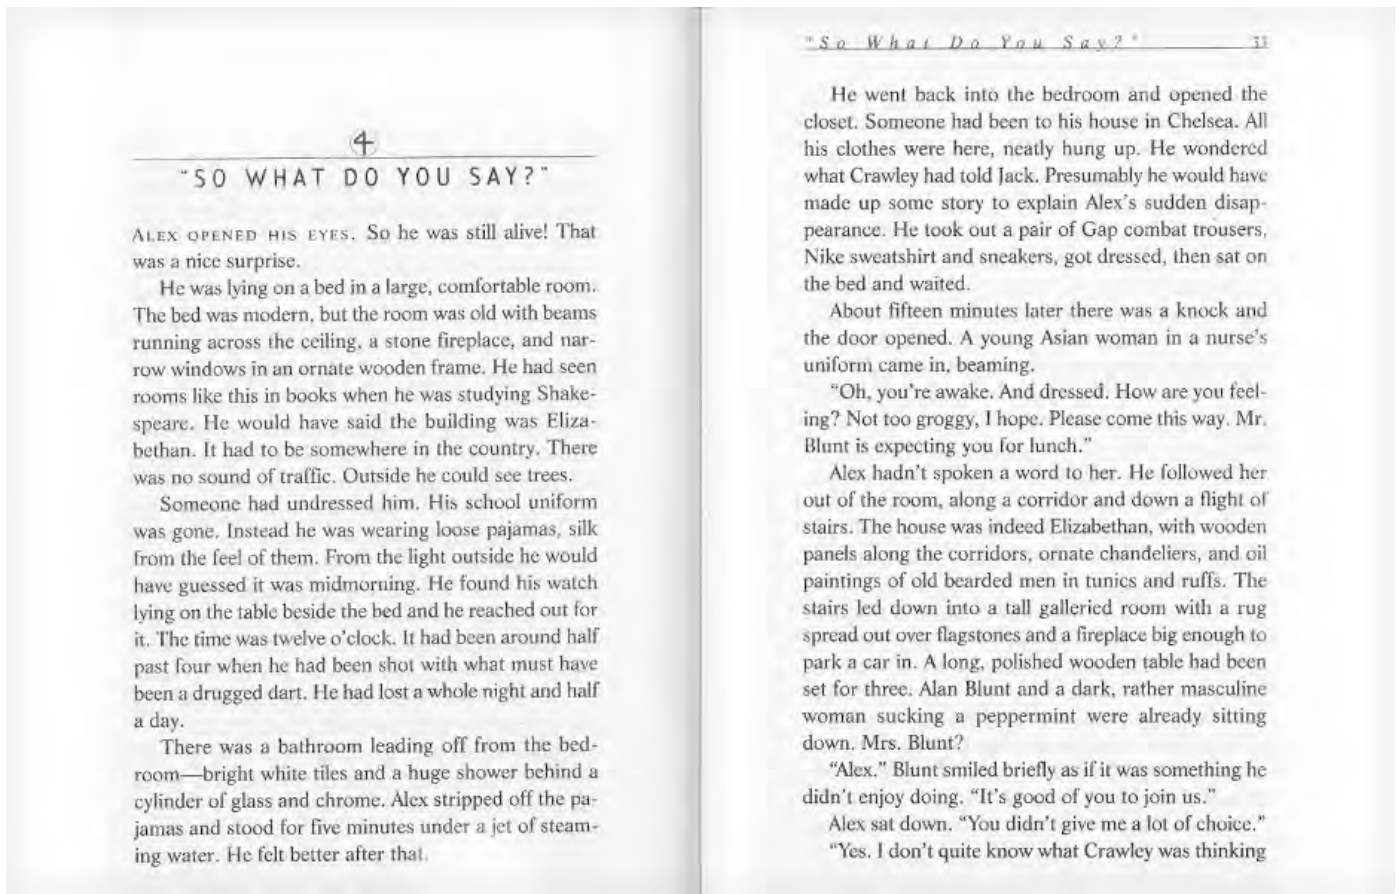 4
"SO WHAT DO YOU SAY?"
ALEX OPENED HIS EYES. So he was still alive! That
was a nice surprise.
He was lying on a bed in a large, comfortable room.
The bed was modern, but the room was old with beams
running across the ceiling, a stone fireplace, and nar-
row windows in an ornate wooden frame. He had seen
rooms like this in books when he was studying Shake-
speare. He would have said the building was Eliza-
bethan. It had to be somewhere in the country. There
was no sound of traffic. Outside he could see trees.
Someone had undressed him. His school uniform
was gone. Instead he was wearing loose pajamas, silk
from the feel of them. From the light outside he would
have guessed it was midmorning. He found his watch
lying on the table beside the bed and he reached out for
it. The time was twelve o'clock. It had been around half
past four when he had been shot with what must have
been a drugged dart. He had lost a whole night and half
a day.
There was a bathroom leading off from the bed-
room—bright white tiles and a huge shower behind a
cylinder of glass and chrome. Alex stripped off the pa-
jamas and stood for five minutes under a jet of steam-
ing water. He felt better after that.
"So What Do You Say?" 33
He went back into the bedroom and opened the
closet. Someone had been to his house in Chelsea. All
his clothes were here, neatly hung up. He wondered
what Crawley had told Jack. Presumably he would have
made up some story to explain Alex's sudden disap-
pearance. He took out a pair of Gap combat trousers,
Nike sweatshirt and sneakers, got dressed, then sat on
the bed and waited.
About fifteen minutes later there was a knock and
the door opened. A young Asian woman in a nurse's
uniform came in, beaming.
"Oh, you're awake. And dressed. How are you feel-
ing? Not too groggy, I hope. Please come this way. Mr.
Blunt is expecting you for lunch."
Alex hadn't spoken a word to her. He followed her
out of the room, along a corridor and down a flight of
stairs. The house was indeed Elizabethan, with wooden
panels along the corridors, ornate chandeliers, and oil
paintings of old bearded men in tunics and ruffs. The
stairs led down into a tall galleried room with a rug
spread out over flagstones and a fireplace big enough to
park a car in. A long, polished wooden table had been
set for three. Alan Blunt and a dark, rather masculine
woman sucking a peppermint were already sitting
down. Mrs. Blunt?
"Alex." Blunt smiled briefly as if it was something he
didn't enjoy doing. "It's good of you to join us."
Alex sat down. "You didn't give me a lot of choice."
"Yes. I don't quite know what Crawley was thinking